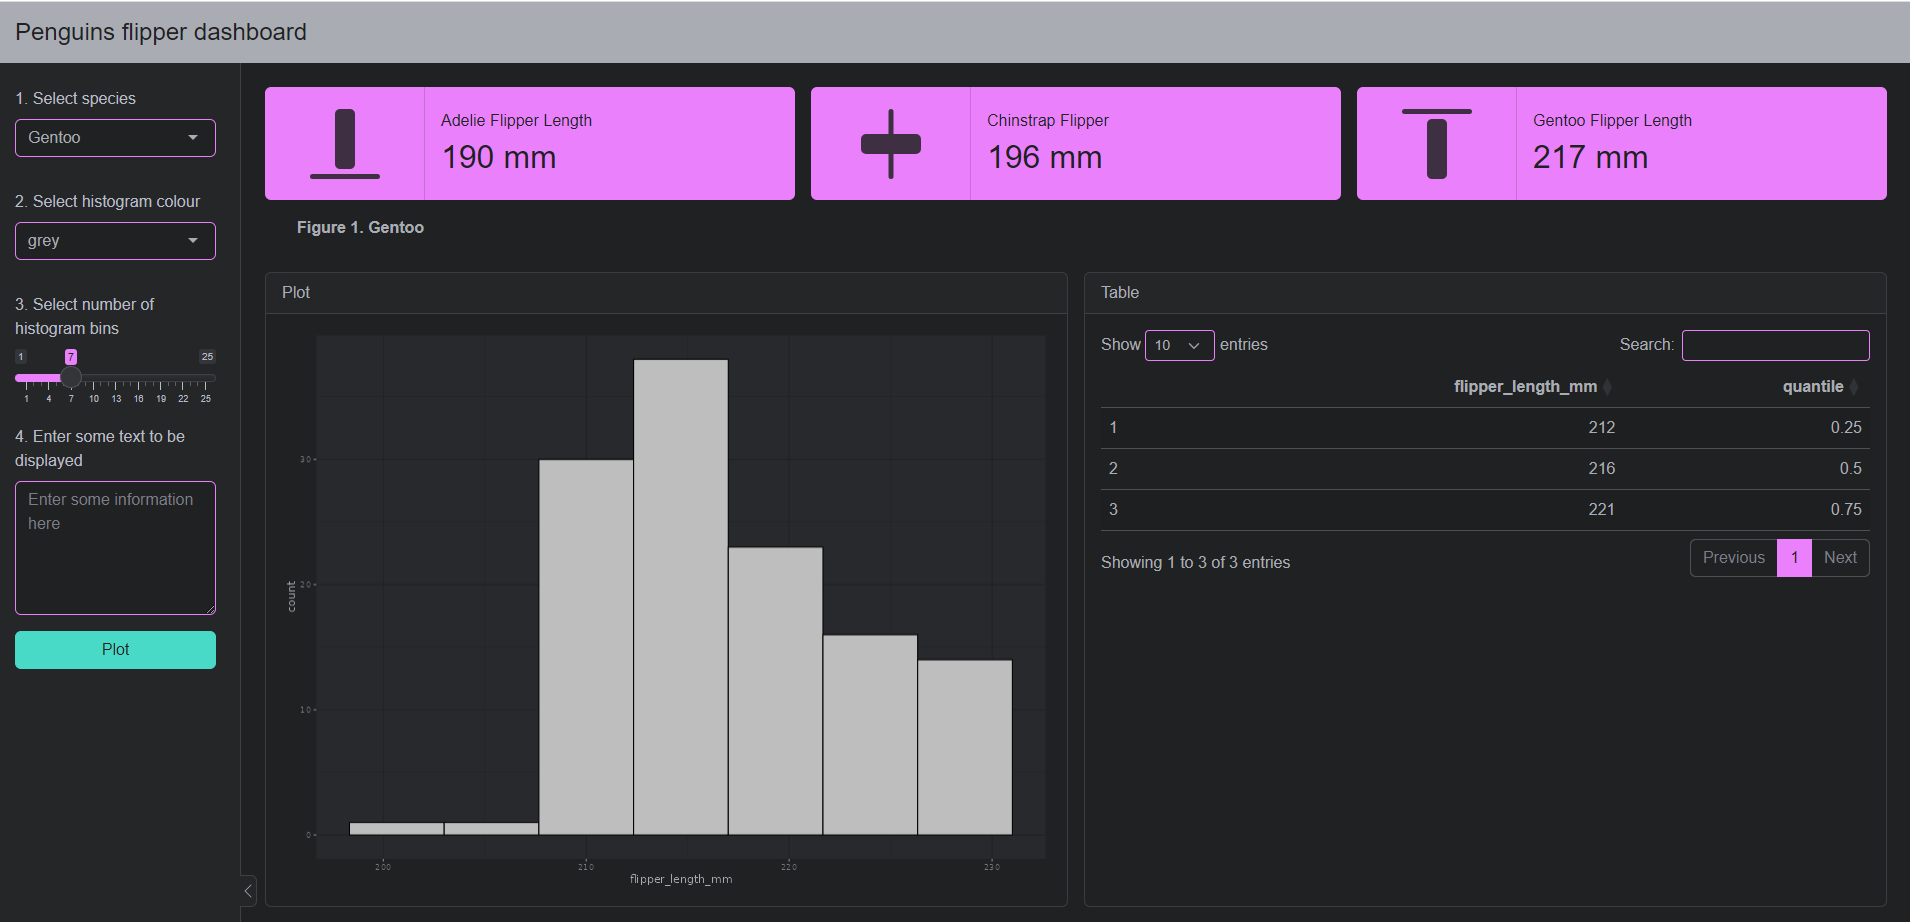 Penguins flipper dashboard
1. Select species
Gentoo
2. Select histogram colour
grey
3. Select number of
histogram bins
1 7 25
1 4 7 10 13 16 19 22 25
4. Enter some text to be
displayed
Enter some information
here
Plot
Adelie Flipper Length
190 mm
Chinstrap Flipper
196 mm
Gentoo Flipper Length
217 mm
Figure 1. Gentoo
Plot
30
20
10
0
count
200 210 220 230
flipper_length_mm
Table
Show 10 entries Search:
flipper_length_mm quantile
1 212 0.25
2 216 0.5
3 221 0.75
Showing 1 to 3 of 3 entries
Previous 1 Next